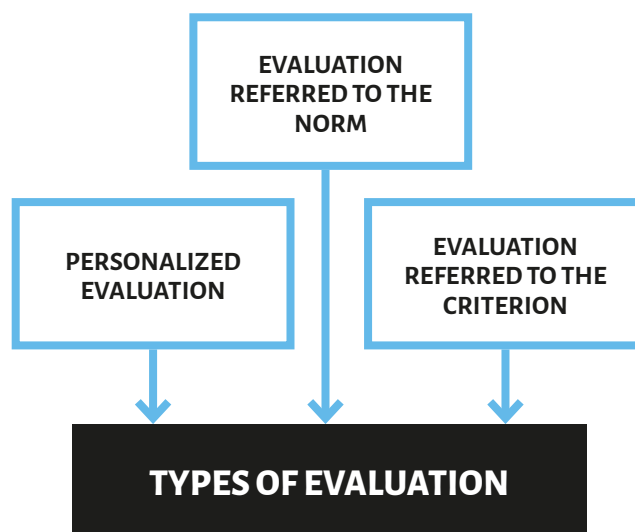 EVALUATION
REFERRED TO THE
NORM
PERSONALIZED
EVALUATION
EVALUATION
REFERRED TO THE
CRITERION
TYPES OF EVALUATION